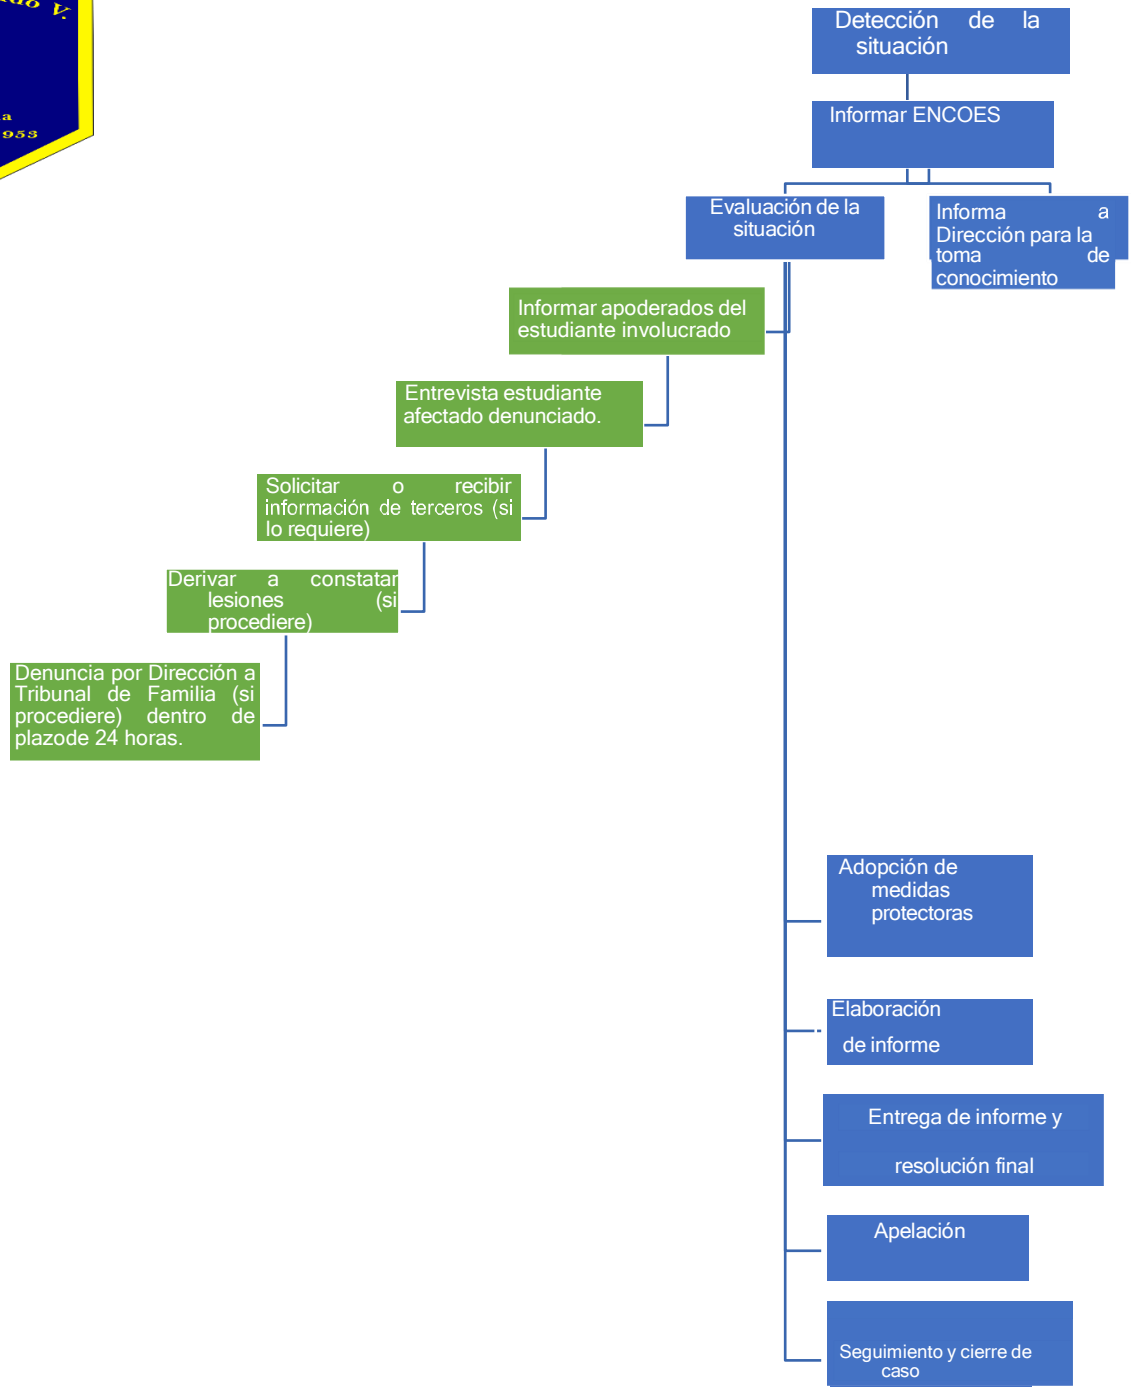 V.
a
953
Detección de la
situación
Informar ENCOES
Evaluación de la
situación
Informa a
Dirección para la
toma de
conocimiento
Informar apoderados del
estudiante involucrado
Entrevista estudiante
afectado denunciado.
Solicitar o recibir
información de terceros (si
lo requiere)
Derivar a constatar
lesiones (si
procediere)
Denuncia por Dirección a
Tribunal de Familia (si
procediere) dentro de
plazode 24 horas.
Adopción de
medidas
protectoras
Elaboración
de informe
Entrega de informe y
resolución final
Apelación
Seguimiento y cierre de
caso